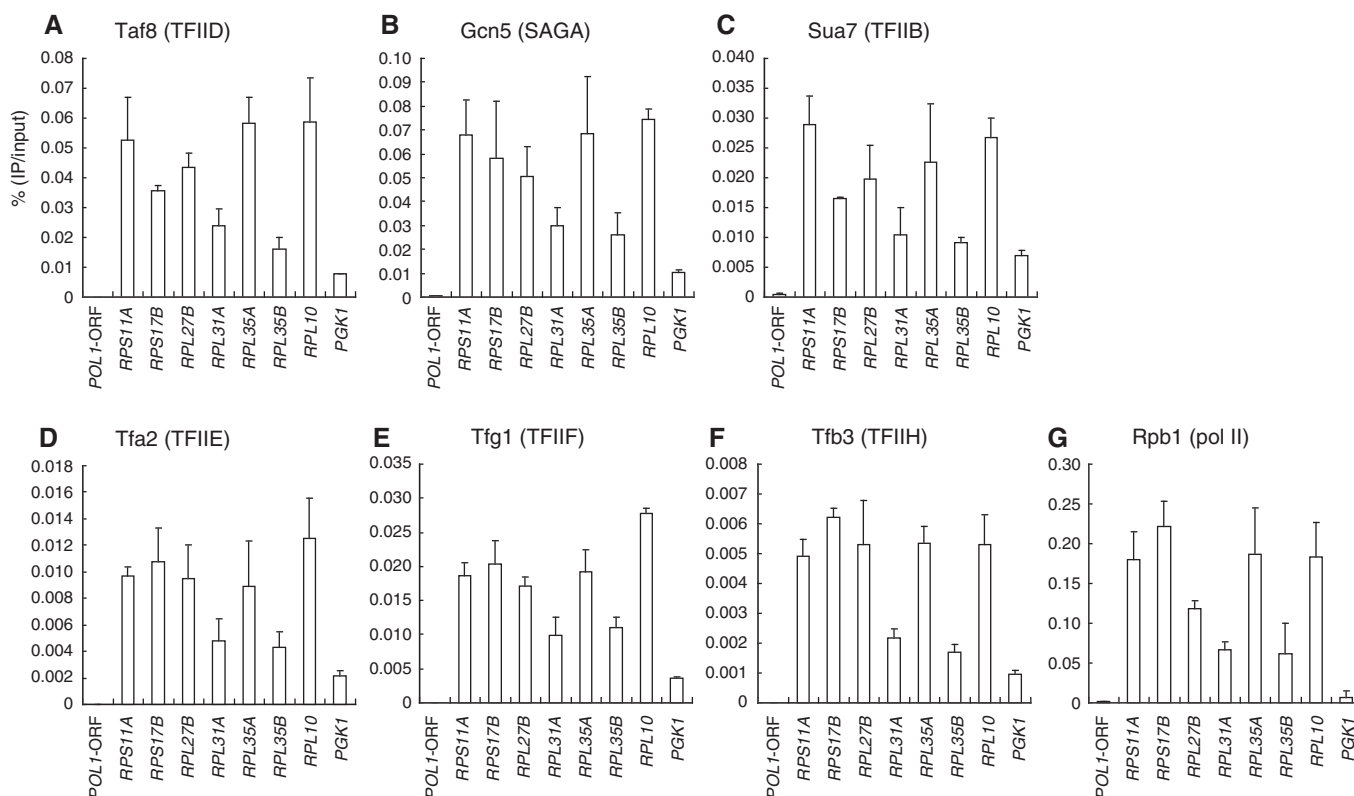 A Taf8 (TFIID)
% (IP/input)
0.08
0.07
0.06
0.05
0.04
0.03
0.02
0.01
0
POL1-ORF
RPS11A
RPS17B
RPL27B
RPL31A
RPL35A
RPL35B
RPL10
PGK1
B Gcn5 (SAGA)
0.10
0.09
0.08
0.07
0.06
0.05
0.04
0.03
0.02
0.01
0
POL1-ORF
RPS11A
RPS17B
RPL27B
RPL31A
RPL35A
RPL35B
RPL10
PGK1
C Sua7 (TFIIB)
0.040
0.035
0.030
0.025
0.020
0.015
0.010
0.005
0
POL1-ORF
RPS11A
RPS17B
RPL27B
RPL31A
RPL35A
RPL35B
RPL10
PGK1
D Tfa2 (TFIIE)
0.018
0.016
0.014
0.012
0.010
0.008
0.006
0.004
0.002
0
POL1-ORF
RPS11A
RPS17B
RPL27B
RPL31A
RPL35A
RPL35B
RPL10
PGK1
E Tfg1 (TFIIF)
0.035
0.030
0.025
0.020
0.015
0.010
0.005
0
POL1-ORF
RPS11A
RPS17B
RPL27B
RPL31A
RPL35A
RPL35B
RPL10
PGK1
F Tfb3 (TFIIH)
0.008
0.007
0.006
0.005
0.004
0.003
0.002
0.001
0
POL1-ORF
RPS11A
RPS17B
RPL27B
RPL31A
RPL35A
RPL35B
RPL10
PGK1
G Rpb1 (pol II)
0.30
0.25
0.20
0.15
0.10
0.05
0
POL1-ORF
RPS11A
RPS17B
RPL27B
RPL31A
RPL35A
RPL35B
RPL10
PGK1